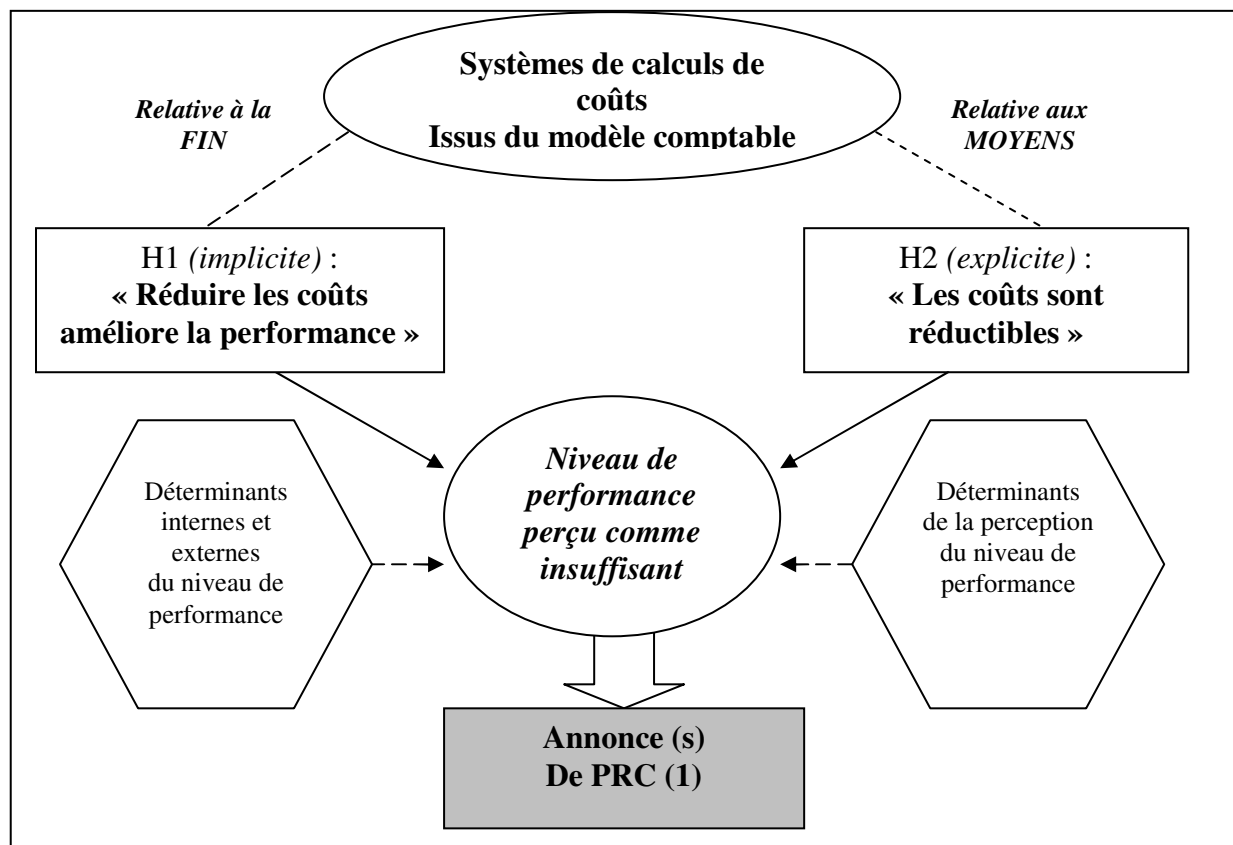 Systèmes de calculs de
coûts
Issus du modèle comptable
Relative à la
FIN
Relative aux
MOYENS
H1 (implicite) :
« Réduire les coûts
améliore la performance »
H2 (explicite) :
« Les coûts sont
réductibles »
Déterminants
internes et
externes
du niveau de
performance
Niveau de
performance
perçu comme
insuffisant
Déterminants
de la perception
du niveau de
performance
Annonce (s)
De PRC (1)